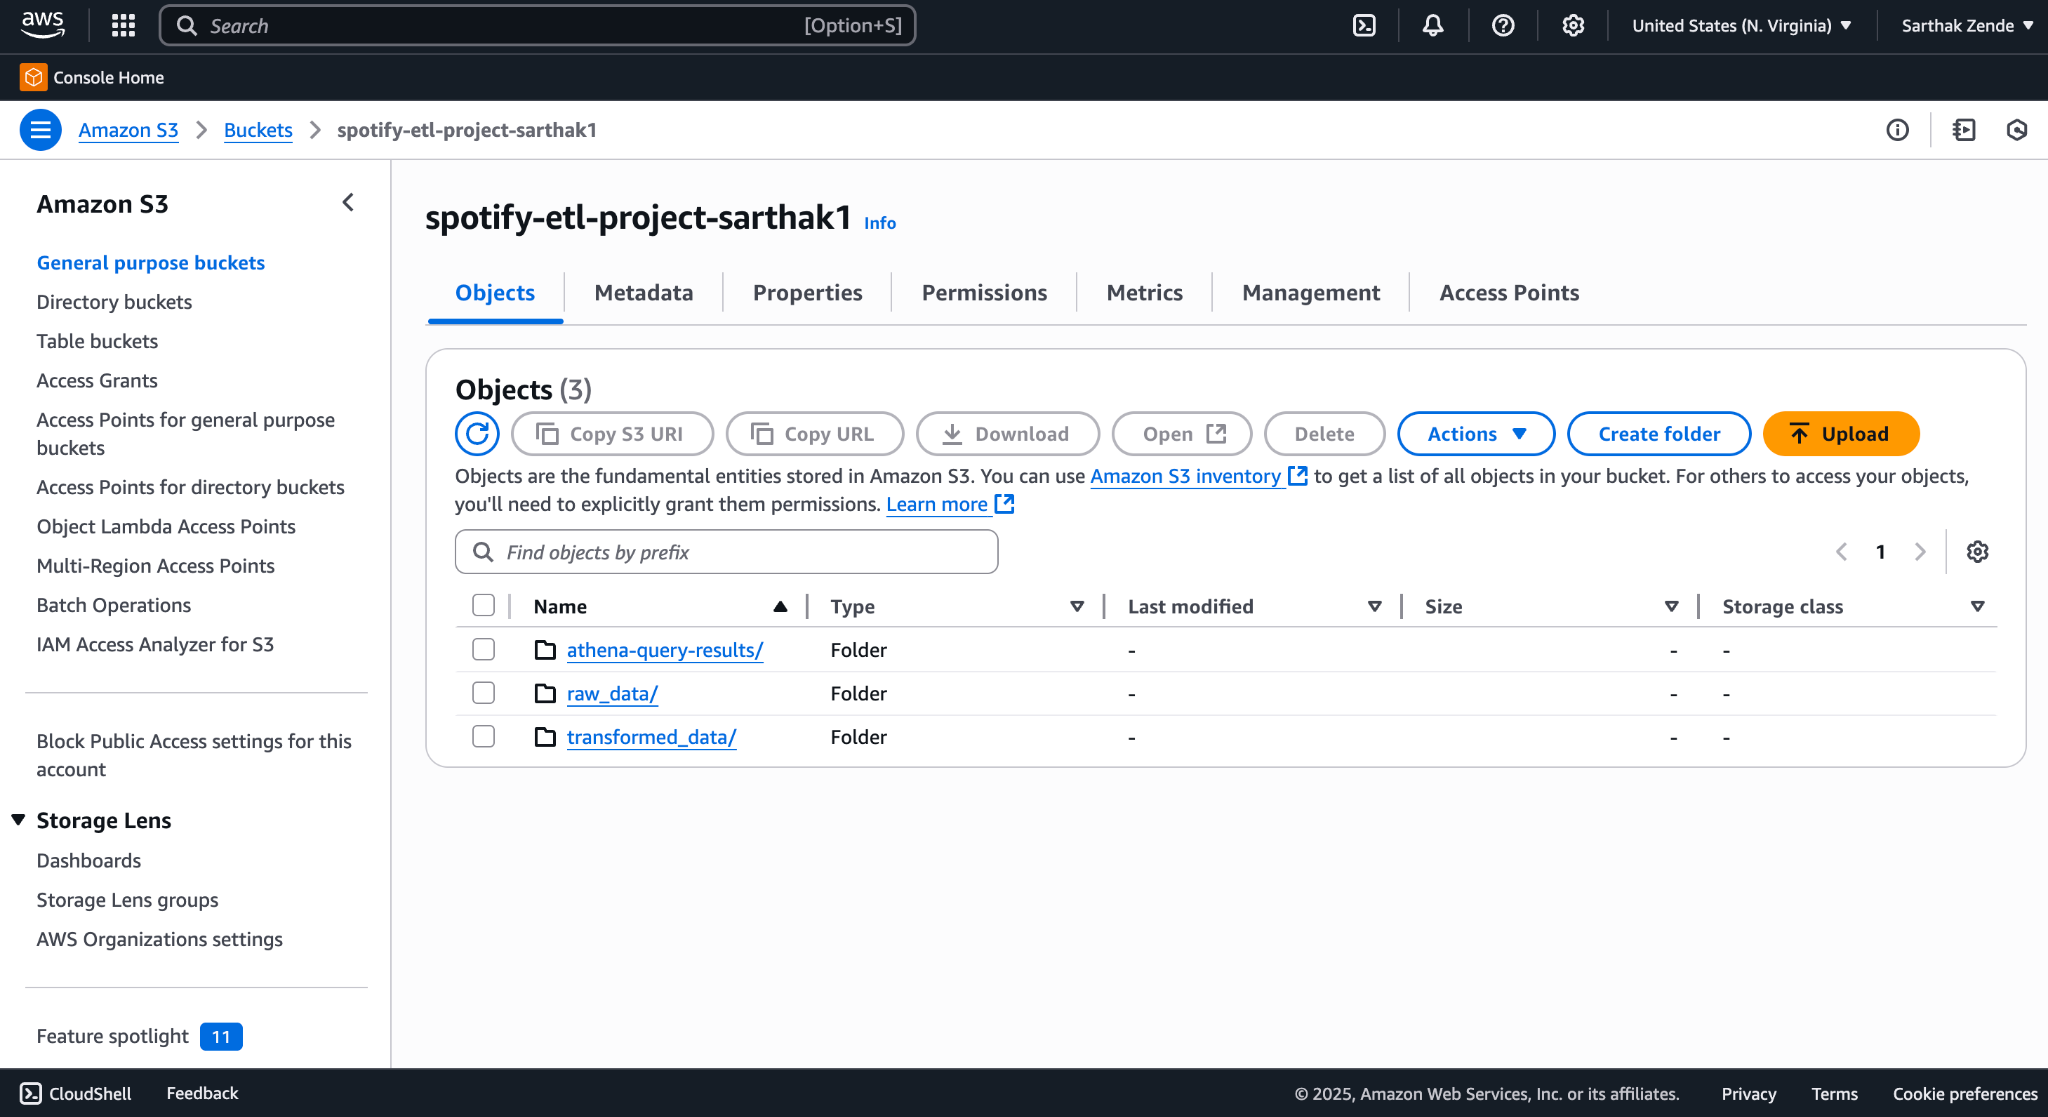 aws
Search [Option+S]
United States (N. Virginia)
Sarthak Zende
Console Home
Amazon S3
Buckets
spotify-etl-project-sarthak1
Amazon S3
General purpose buckets
Directory buckets
Table buckets
Access Grants
Access Points for general purpose
buckets
Access Points for directory buckets
Object Lambda Access Points
Multi-Region Access Points
Batch Operations
IAM Access Analyzer for S3
Block Public Access settings for this
account
Storage Lens
Dashboards
Storage Lens groups
AWS Organizations settings
Feature spotlight 11
spotify-etl-project-sarthak1 Info
Objects Metadata Properties Permissions Metrics Management Access Points
Objects (3)
Copy S3 URI Copy URL Download Open Delete Actions Create folder Upload
Objects are the fundamental entities stored in Amazon S3. You can use Amazon S3 inventory to get a list of all objects in your bucket. For others to access your objects,
you'll need to explicitly grant them permissions. Learn more
Find objects by prefix
1
Name Type Last modified Size Storage class
athena-query-results/ Folder - - -
raw_data/ Folder - - -
transformed_data/ Folder - - -
CloudShell Feedback
© 2025, Amazon Web Services, Inc. or its affiliates. Privacy Terms Cookie preferences